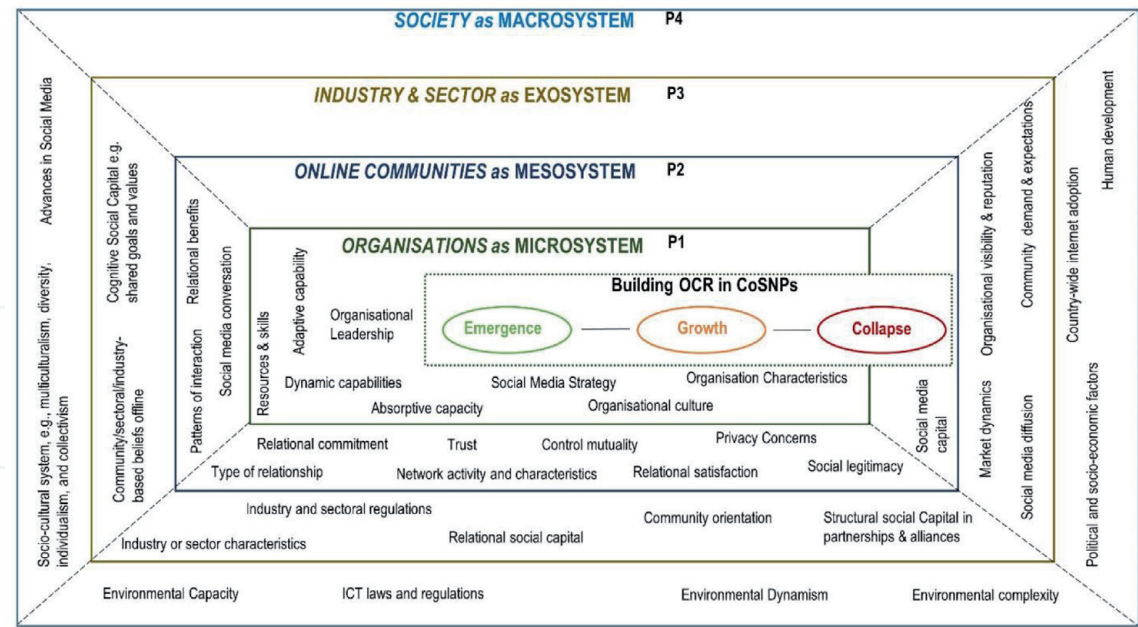 SOCIETY as MACROSYSTEM P4
INDUSTRY & SECTOR as EXOSYSTEM P3
ONLINE COMMUNITIES as MESOSYSTEM P2
ORGANISATIONS as MICROSYSTEM P1
Building OCR in CoSNPs
Emergence
Growth
Collapse
Organisational
Leadership
Adaptive capability
Resources & skills
Dynamic capabilities
Social Media Strategy
Organisation Characteristics
Absorptive capacity
Organisational culture
Relational benefits
Social media conversation
Patterns of interaction
Relational commitment
Trust
Control mutuality
Privacy Concerns
Type of relationship
Network activity and characteristics
Relational satisfaction
Social legitimacy
Social media
capital
Cognitive Social Capital e.g.
shared goals and values
Community/sectoral/industry-
based beliefs offline
Industry and sectoral regulations
Industry or sector characteristics
Relational social capital
Community orientation
Structural social Capital in
partnerships & alliances
Organisational visibility & reputation
Community demand & expectations
Market dynamics
Social media diffusion
Advances in Social Media
Socio-cultural system, e.g., multiculturalism, diversity,
individualism, and collectivism
Environmental Capacity
ICT laws and regulations
Environmental Dynamism
Environmental complexity
Country-wide internet adoption
Human development
Political and socio-economic factors